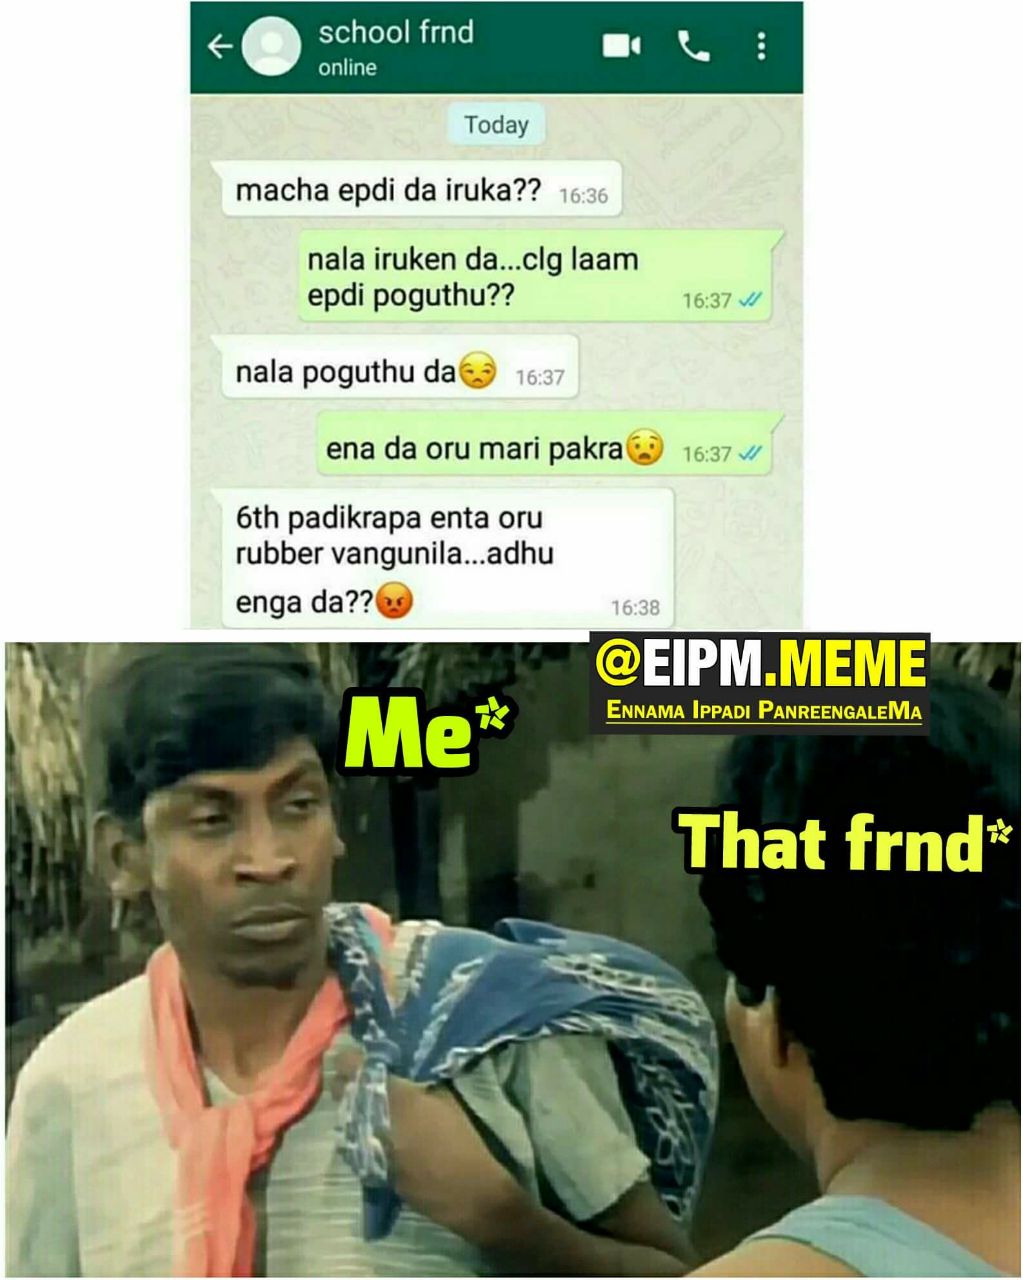 school frnd
online
Today
macha epdi da iruka?? 16:36
nala iruken da...clg laam
epdi poguthu?? 16:37
nala poguthu da😒 16:37
ena da oru mari pakra😧 16:37
6th padikrapa enta oru
rubber vangunila...adhu
enga da??😡 16:38
@EIPM.MEME
ENNAMA IPPADI PANREENGALEMA
Me*
That frnd*